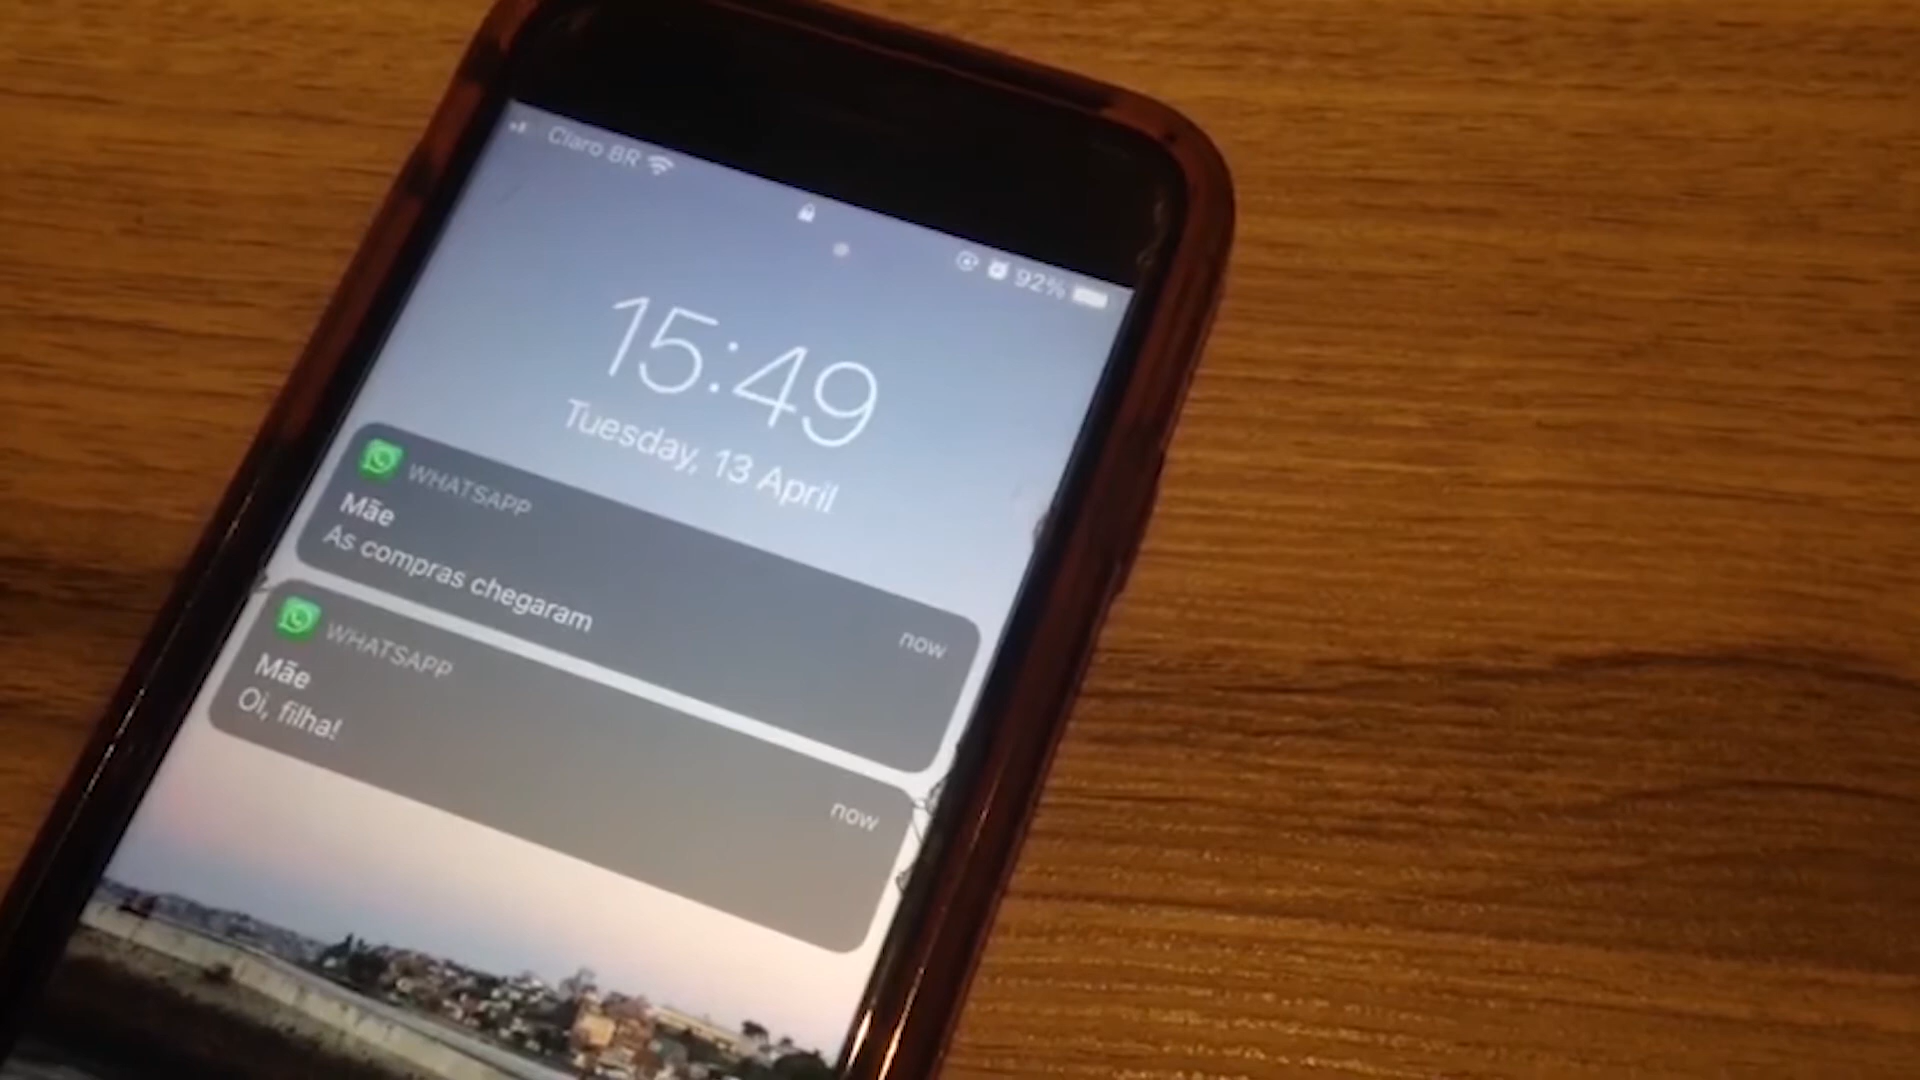 Claro BR
92%
15:49
Tuesday, 13 April
WHATSAPP
Mãe
As compras chegaram
now
WHATSAPP
Mãe
Oi, filha!
now